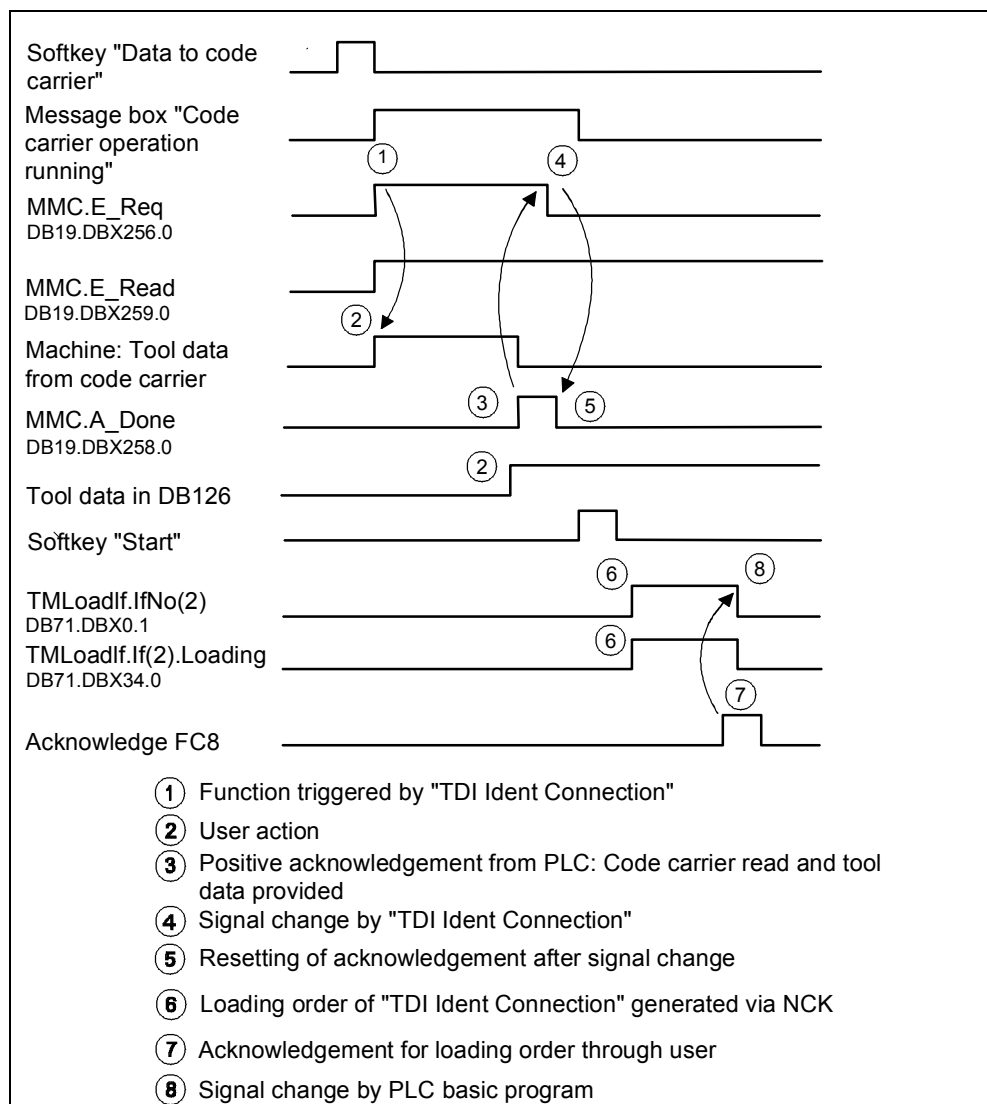 Softkey "Data to code
carrier"
Message box "Code
carrier operation
running"
1
4
MMC.E_Req
DB19.DBX256.0
MMC.E_Read
DB19.DBX259.0
2
Machine: Tool data
from code carrier
3
5
MMC.A_Done
DB19.DBX258.0
2
Tool data in DB126
Softkey "Start"
6
8
TMLoadIf.IfNo(2)
DB71.DBX0.1
6
TMLoadIf.If(2).Loading
DB71.DBX34.0
7
Acknowledge FC8
1 Function triggered by "TDI Ident Connection"
2 User action
3 Positive acknowledgement from PLC: Code carrier read and tool
data provided
4 Signal change by "TDI Ident Connection"
5 Resetting of acknowledgement after signal change
6 Loading order of "TDI Ident Connection" generated via NCK
7 Acknowledgement for loading order through user
8 Signal change by PLC basic program